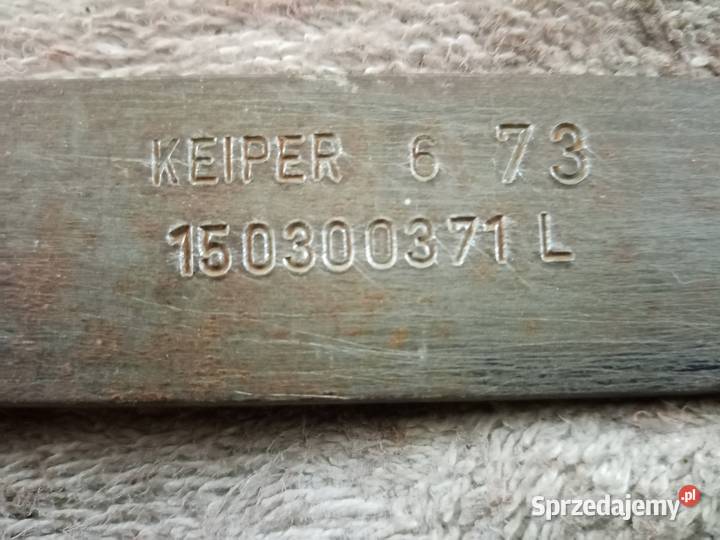 KEIPER 6 73
150300371 L
Sprzedajemy.pl